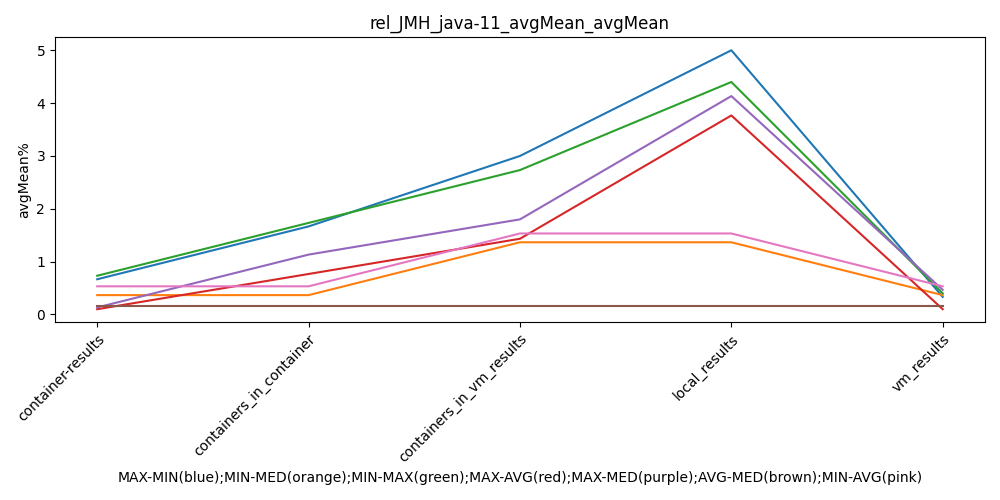 rel_JMH_java-11_avgMean_avgMean
avgMean%
5
4
3
2
1
0
container-results
containers_in_container
containers_in_vm_results
local_results
vm_results
MAX-MIN(blue);MIN-MED(orange);MIN-MAX(green);MAX-AVG(red);MAX-MED(purple);AVG-MED(brown);MIN-AVG(pink)